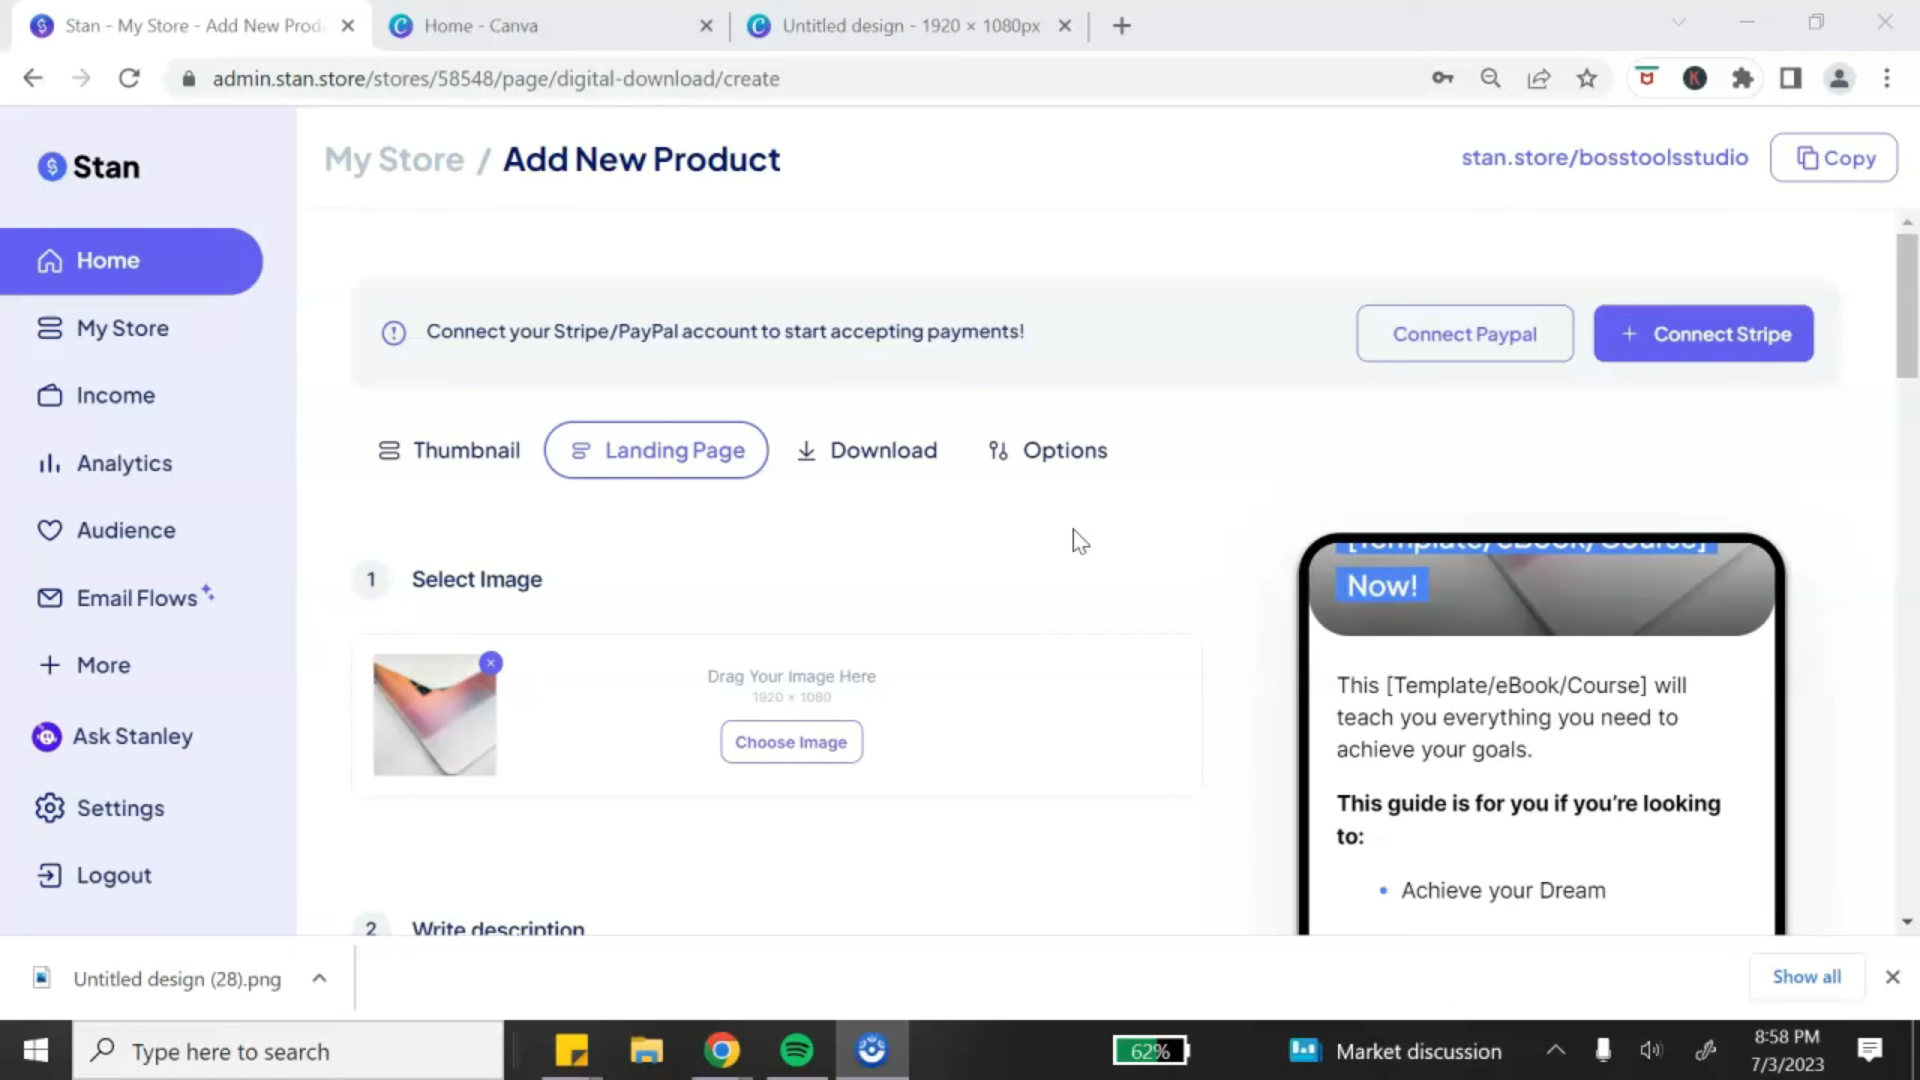 Stan - My Store - Add New Prod
Home - Canva
Untitled design - 1920 × 1080px
admin.stan.store/stores/58548/page/digital-download/create
Stan
My Store / Add New Product
stan.store/bosstoolsstudio
Copy
Home
My Store
Income
Analytics
Audience
Email Flows
More
Ask Stanley
Settings
Logout
Connect your Stripe/PayPal account to start accepting payments!
Connect Paypal
+ Connect Stripe
Thumbnail
Landing Page
Download
Options
1 Select Image
Drag Your Image Here
1920 × 1080
Choose Image
2 Write description
[Template/eBook/Course]
Now!
This [Template/eBook/Course] will
teach you everything you need to
achieve your goals.
This guide is for you if you're looking
to:
• Achieve your Dream
Untitled design (28).png
Show all
Type here to search
62%
Market discussion
8:58 PM
7/3/2023